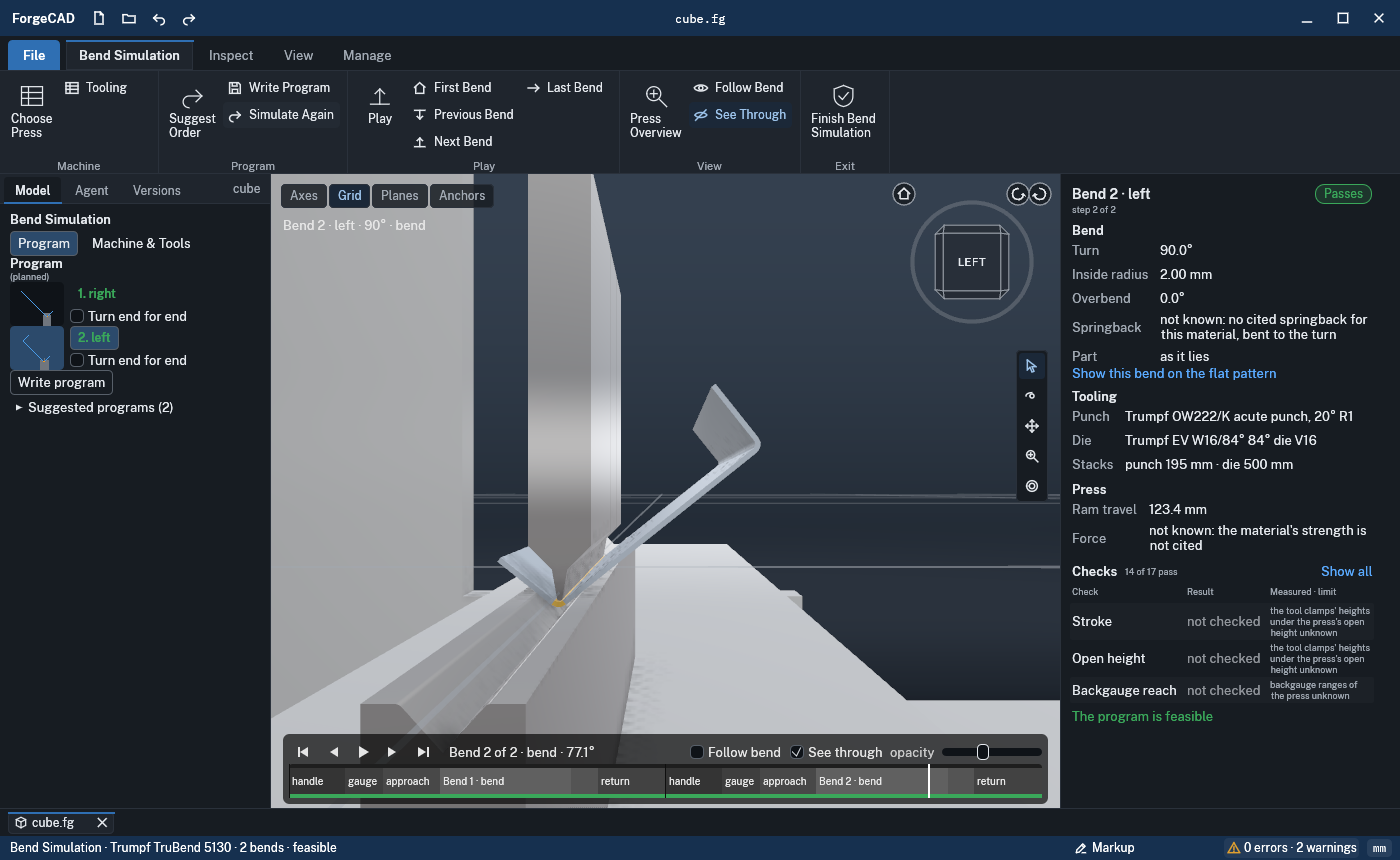 ForgeCAD
cube.fg
File
Bend Simulation
Inspect
View
Manage
Choose Press
Tooling
Machine
Suggest Order
Write Program
Simulate Again
Program
Play
First Bend
Previous Bend
Next Bend
Last Bend
Play
Press Overview
Follow Bend
See Through
View
Finish Bend Simulation
Exit
Model
Agent
Versions
cube
Bend Simulation
Program
Machine & Tools
Program
(planned)
1. right
Turn end for end
2. left
Turn end for end
Write program
Suggested programs (2)
Axes
Grid
Planes
Anchors
Bend 2 · left · 90° · bend
LEFT
Bend 2 of 2 · bend · 77.1°
Follow bend
See through
opacity
handle
gauge
approach
Bend 1 · bend
return
handle
gauge
approach
Bend 2 · bend
return
Bend 2 · left
Passes
step 2 of 2
Bend
Turn 90.0°
Inside radius 2.00 mm
Overbend 0.0°
Springback not known: no cited springback for
this material, bent to the turn
Part as it lies
Show this bend on the flat pattern
Tooling
Punch Trumpf OW222/K acute punch, 20° R1
Die Trumpf EV W16/84° 84° die V16
Stacks punch 195 mm · die 500 mm
Press
Ram travel 123.4 mm
Force not known: the material's strength is
not cited
Checks 14 of 17 pass Show all
Check Result Measured · limit
Stroke not checked the tool clamps' heights
under the press's open
height unknown
Open height not checked the tool clamps' heights
under the press's open
height unknown
Backgauge reach not checked backgauge ranges of
the press unknown
The program is feasible
cube.fg
Bend Simulation · Trumpf TruBend 5130 · 2 bends · feasible
Markup
0 errors · 2 warnings
mm